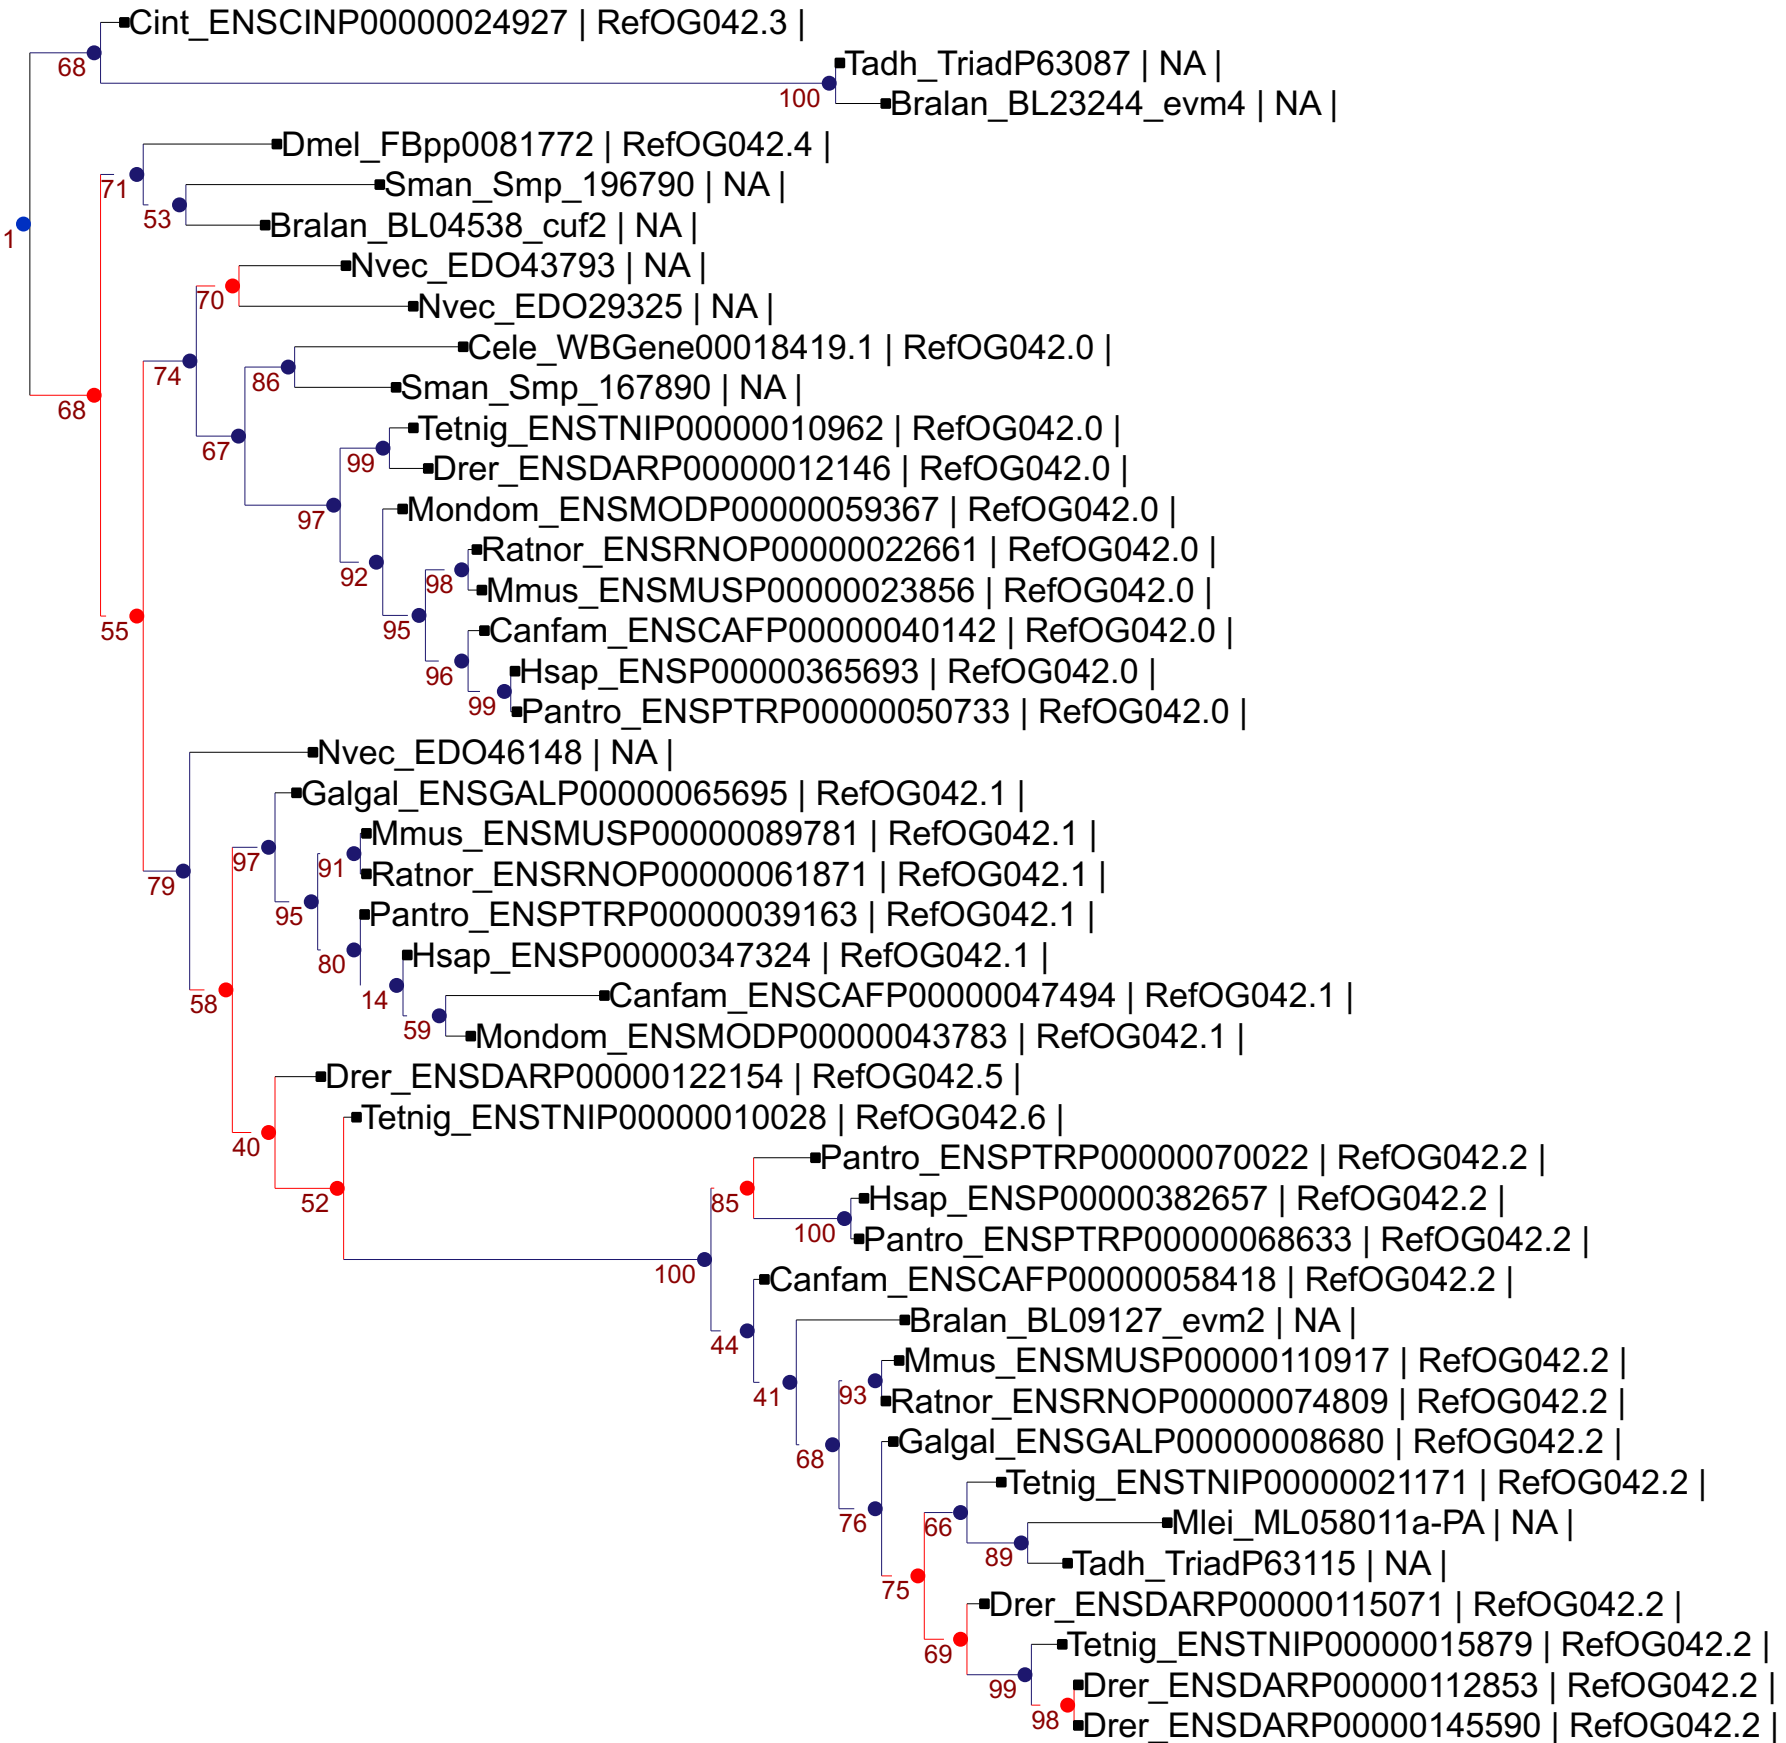 Cint_ENSCINP00000024927 | RefOG042.3 |
68
Tadh_TriadP63087 | NA |
100
Bralan_BL23244_evm4 | NA |
Dmel_FBpp0081772 | RefOG042.4 |
71
Sman_Smp_196790 | NA |
53
Bralan_BL04538_cuf2 | NA |
1
Nvec_EDO43793 | NA |
70
Nvec_EDO29325 | NA |
Cele_WBGene00018419.1 | RefOG042.0 |
74
86
Sman_Smp_167890 | NA |
68
Tetnig_ENSTNIP00000010962 | RefOG042.0 |
67
99
Drer_ENSDARP00000012146 | RefOG042.0 |
Mondom_ENSMODP00000059367 | RefOG042.0 |
97
Ratnor_ENSRNOP00000022661 | RefOG042.0 |
92
98
Mmus_ENSMUSP00000023856 | RefOG042.0 |
55
95
Canfam_ENSCAFP00000040142 | RefOG042.0 |
96
Hsap_ENSP00000365693 | RefOG042.0 |
99
Pantro_ENSPTRP00000050733 | RefOG042.0 |
Nvec_EDO46148 | NA |
Galgal_ENSGALP00000065695 | RefOG042.1 |
Mmus_ENSMUSP00000089781 | RefOG042.1 |
97
91
Ratnor_ENSRNOP00000061871 | RefOG042.1 |
79
95
Pantro_ENSPTRP00000039163 | RefOG042.1 |
80
Hsap_ENSP00000347324 | RefOG042.1 |
58
14
Canfam_ENSCAFP00000047494 | RefOG042.1 |
59
Mondom_ENSMODP00000043783 | RefOG042.1 |
Drer_ENSDARP00000122154 | RefOG042.5 |
Tetnig_ENSTNIP00000010028 | RefOG042.6 |
40
Pantro_ENSPTRP00000070022 | RefOG042.2 |
52
85
Hsap_ENSP00000382657 | RefOG042.2 |
100
Pantro_ENSPTRP00000068633 | RefOG042.2 |
100
Canfam_ENSCAFP00000058418 | RefOG042.2 |
Bralan_BL09127_evm2 | NA |
44
Mmus_ENSMUSP00000110917 | RefOG042.2 |
41
93
Ratnor_ENSRNOP00000074809 | RefOG042.2 |
Galgal_ENSGALP00000008680 | RefOG042.2 |
68
Tetnig_ENSTNIP00000021171 | RefOG042.2 |
76
66
Mlei_ML058011a-PA | NA |
89
Tadh_TriadP63115 | NA |
75
Drer_ENSDARP00000115071 | RefOG042.2 |
69
Tetnig_ENSTNIP00000015879 | RefOG042.2 |
99
Drer_ENSDARP00000112853 | RefOG042.2 |
98
Drer_ENSDARP00000145590 | RefOG042.2 |